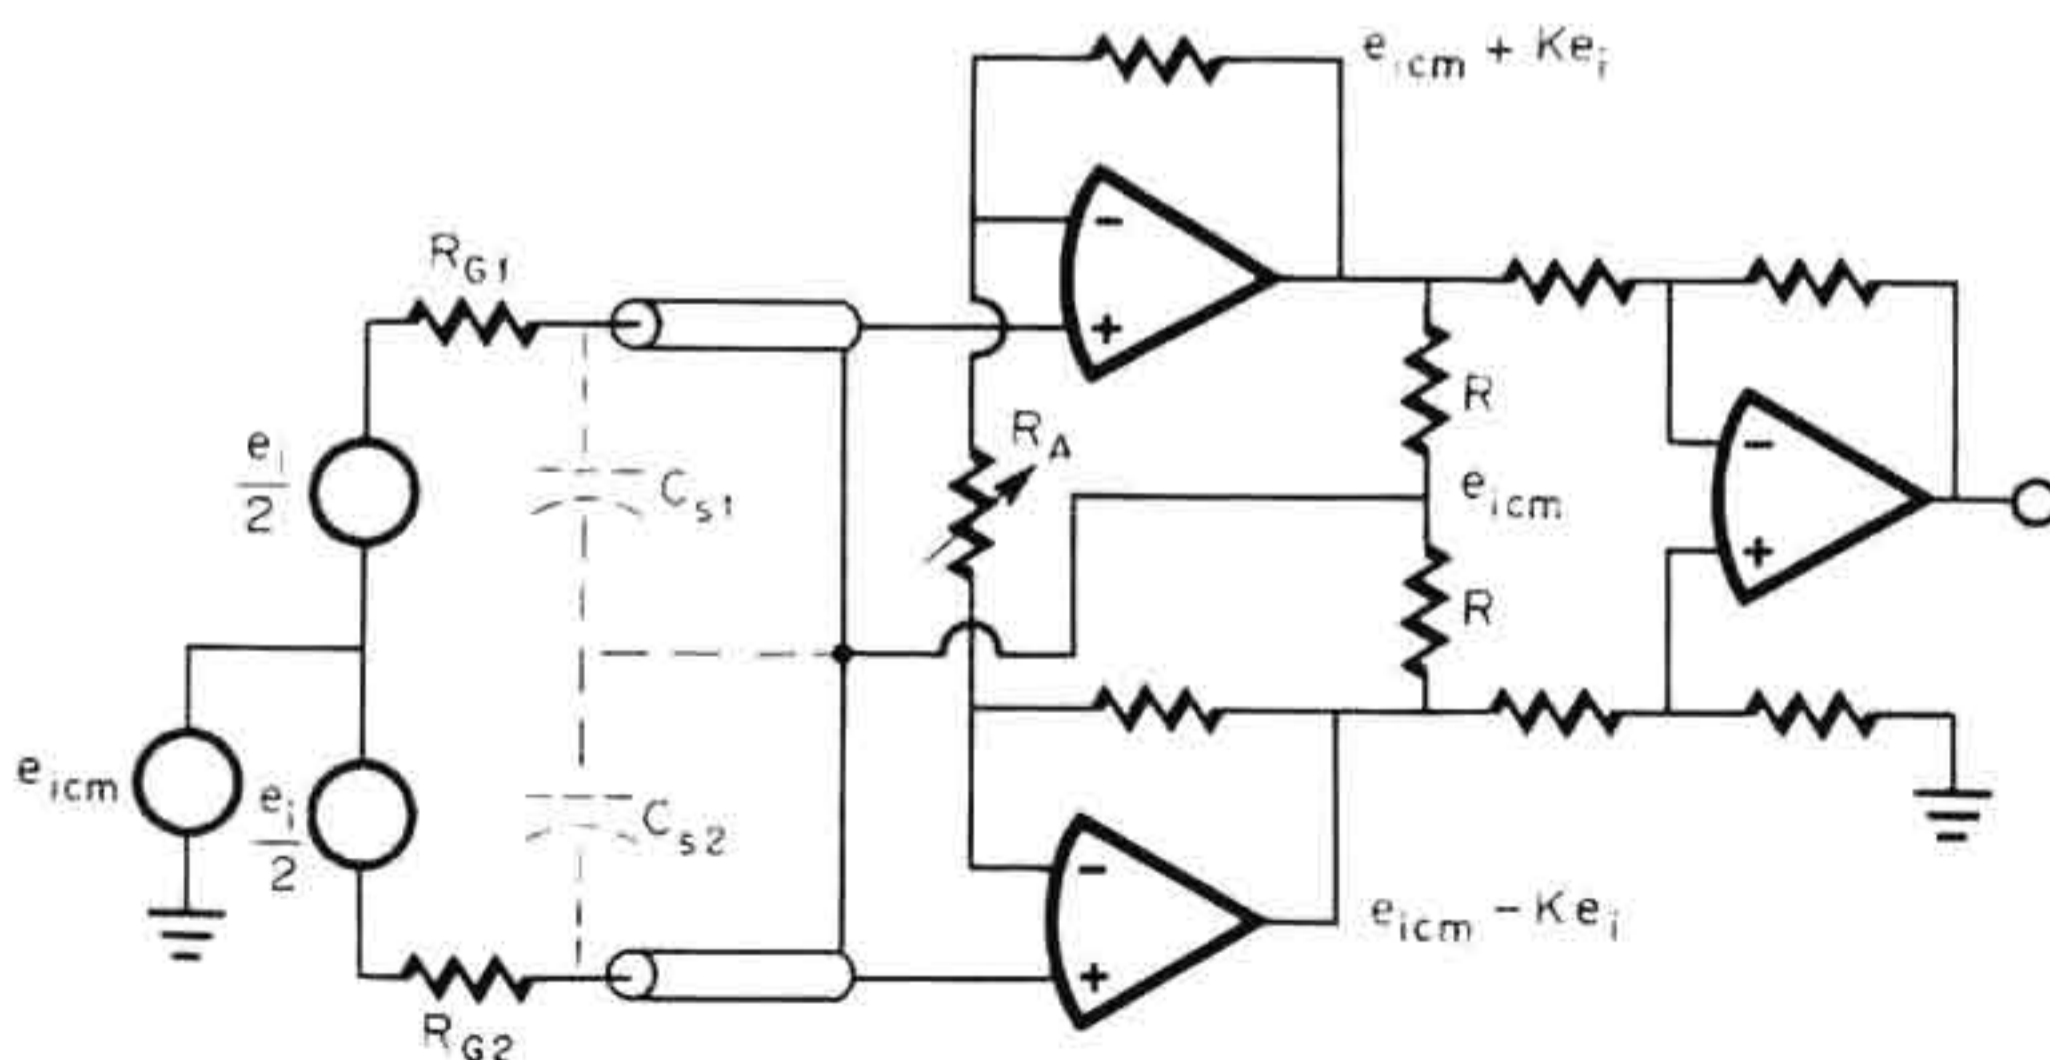 e_icm + Ke_i
−
R_G1
+
R
R_A
e_i/2
C_s1
e_icm
−
+
R
e_icm
e_i/2
C_s2
−
e_icm − Ke_i
+
R_G2